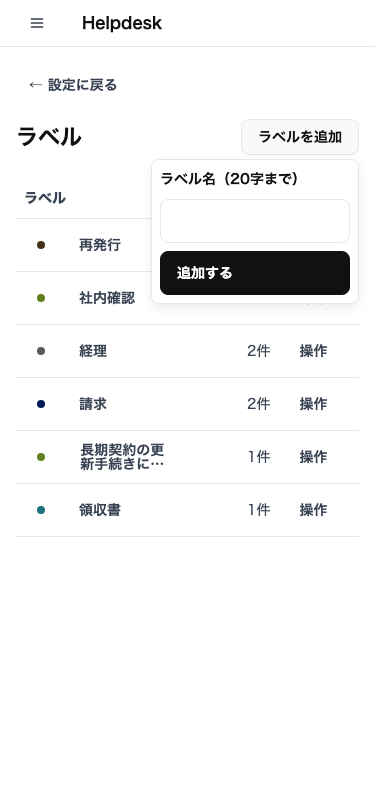 Helpdesk
← 設定に戻る
ラベル
ラベルを追加
ラベル名（20字まで）
追加する
ラベル
再発行
社内確認
経理 2件 操作
請求 2件 操作
長期契約の更
新手続きに… 1件 操作
領収書 1件 操作